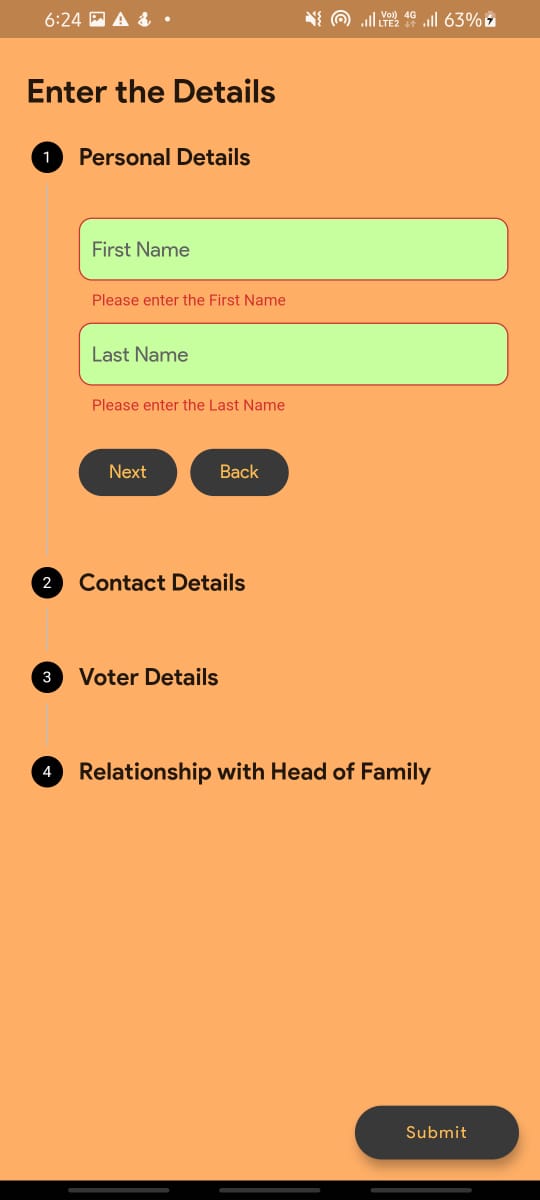 6:24
Vo)) 4G
LTE2
63%
Enter the Details
1 Personal Details
First Name
Please enter the First Name
Last Name
Please enter the Last Name
Next Back
2 Contact Details
3 Voter Details
4 Relationship with Head of Family
Submit